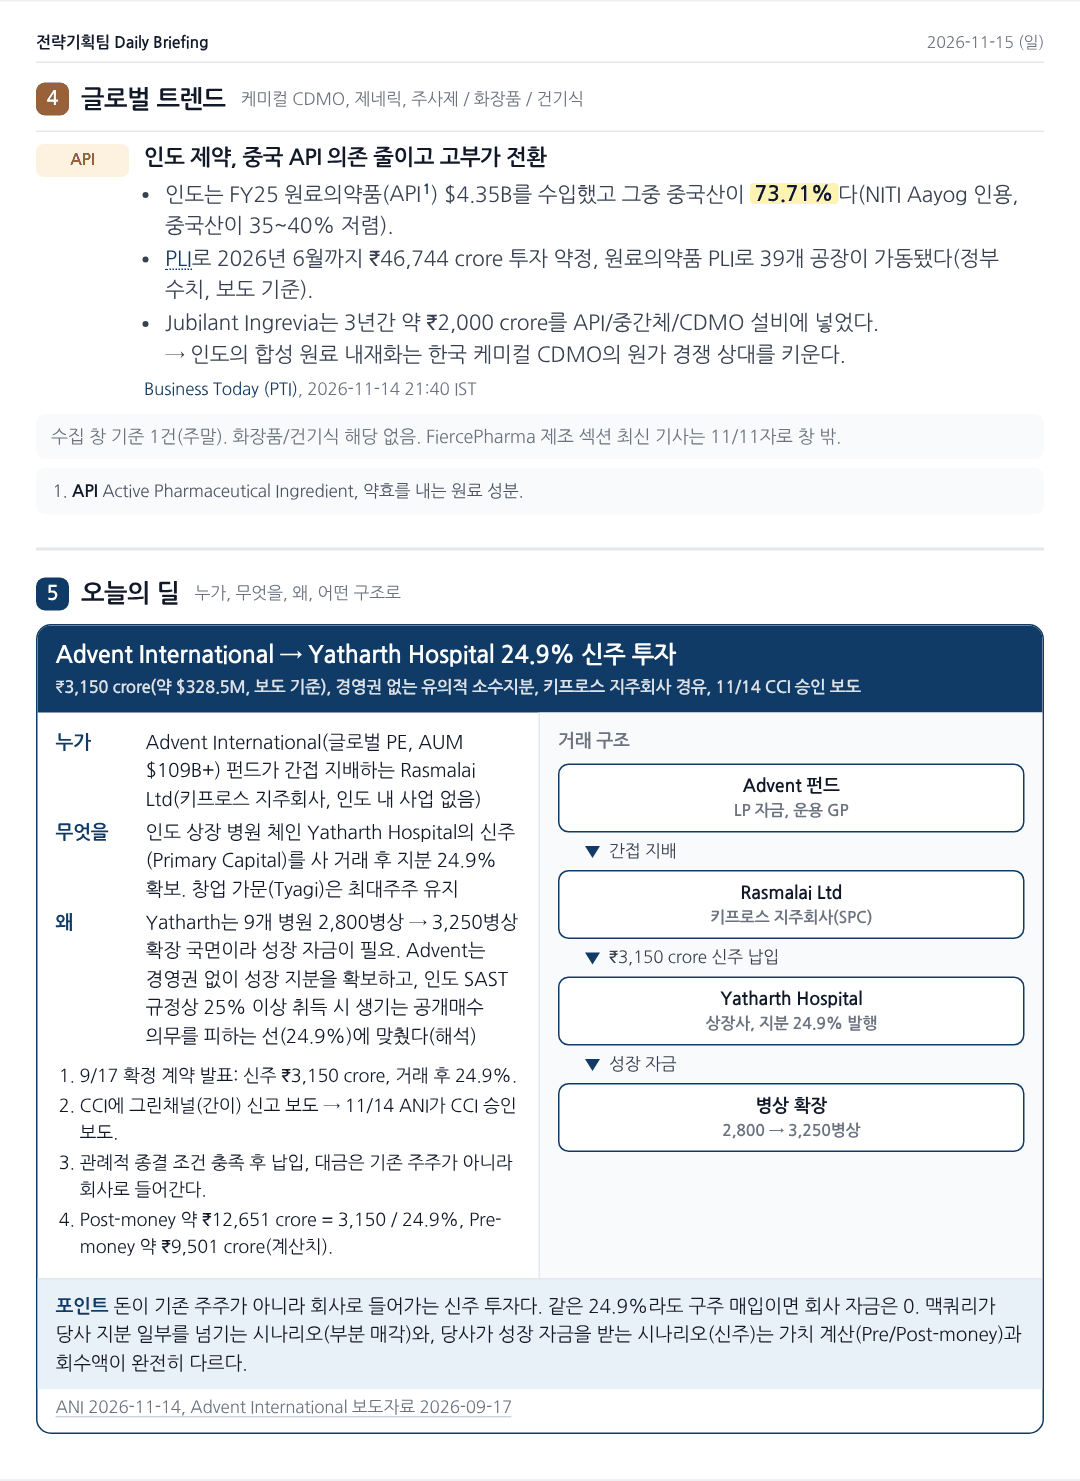 전략기획팀 Daily Briefing
2026-11-15 (일)
4 글로벌 트렌드 케미컬 CDMO, 제네릭, 주사제 / 화장품 / 건기식
API
인도 제약, 중국 API 의존 줄이고 고부가 전환
• 인도는 FY25 원료의약품(API¹) $4.35B를 수입했고 그중 중국산이 73.71%다(NITI Aayog 인용,
중국산이 35~40% 저렴).
• PLI로 2026년 6월까지 ₹46,744 crore 투자 약정, 원료의약품 PLI로 39개 공장이 가동됐다(정부
수치, 보도 기준).
• Jubilant Ingrevia는 3년간 약 ₹2,000 crore를 API/중간체/CDMO 설비에 넣었다.
→ 인도의 합성 원료 내재화는 한국 케미컬 CDMO의 원가 경쟁 상대를 키운다.
Business Today (PTI), 2026-11-14 21:40 IST
수집 창 기준 1건(주말). 화장품/건기식 해당 없음. FiercePharma 제조 섹션 최신 기사는 11/11자로 창 밖.
1. API Active Pharmaceutical Ingredient, 약효를 내는 원료 성분.
5 오늘의 딜 누가, 무엇을, 왜, 어떤 구조로
Advent International → Yatharth Hospital 24.9% 신주 투자
₹3,150 crore(약 $328.5M, 보도 기준), 경영권 없는 유의적 소수지분, 키프로스 지주회사 경유, 11/14 CCI 승인 보도
누가 Advent International(글로벌 PE, AUM
$109B+) 펀드가 간접 지배하는 Rasmalai
Ltd(키프로스 지주회사, 인도 내 사업 없음)
무엇을 인도 상장 병원 체인 Yatharth Hospital의 신주
(Primary Capital)를 사 거래 후 지분 24.9%
확보. 창업 가문(Tyagi)은 최대주주 유지
왜 Yatharth는 9개 병원 2,800병상 → 3,250병상
확장 국면이라 성장 자금이 필요. Advent는
경영권 없이 성장 지분을 확보하고, 인도 SAST
규정상 25% 이상 취득 시 생기는 공개매수
의무를 피하는 선(24.9%)에 맞췄다(해석)
1. 9/17 확정 계약 발표: 신주 ₹3,150 crore, 거래 후 24.9%.
2. CCI에 그린채널(간이) 신고 보도 → 11/14 ANI가 CCI 승인
보도.
3. 관례적 종결 조건 충족 후 납입, 대금은 기존 주주가 아니라
회사로 들어간다.
4. Post-money 약 ₹12,651 crore = 3,150 / 24.9%, Pre-
money 약 ₹9,501 crore(계산치).
거래 구조
Advent 펀드
LP 자금, 운용 GP
▼ 간접 지배
Rasmalai Ltd
키프로스 지주회사(SPC)
▼ ₹3,150 crore 신주 납입
Yatharth Hospital
상장사, 지분 24.9% 발행
▼ 성장 자금
병상 확장
2,800 → 3,250병상
포인트 돈이 기존 주주가 아니라 회사로 들어가는 신주 투자다. 같은 24.9%라도 구주 매입이면 회사 자금은 0. 맥쿼리가
당사 지분 일부를 넘기는 시나리오(부분 매각)와, 당사가 성장 자금을 받는 시나리오(신주)는 가치 계산(Pre/Post-money)과
회수액이 완전히 다르다.
ANI 2026-11-14, Advent International 보도자료 2026-09-17